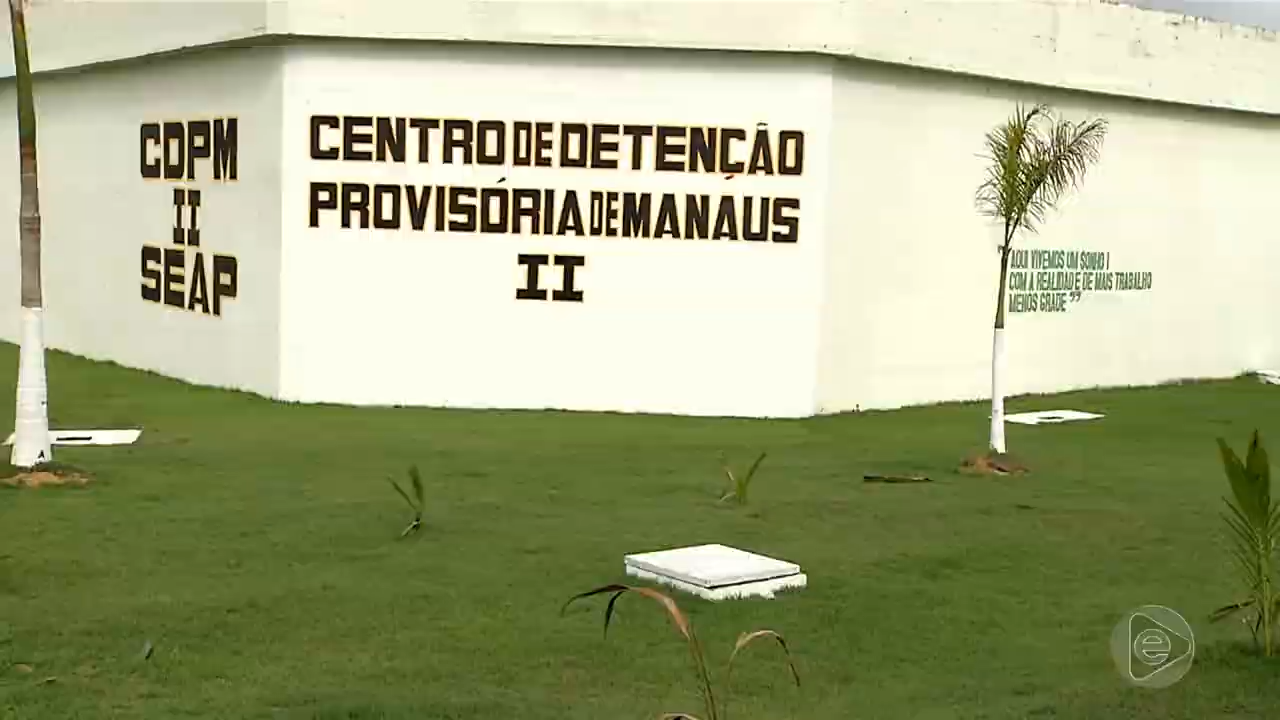 CDPM
II
SEAP
CENTRO DE DETENÇÃO
PROVISÓRIA DE MANAUS
II
"AQUI VIVEMOS UM SONHO!
COM A REALIDADE DE MAIS TRABALHO
MENOS GRADE"
e